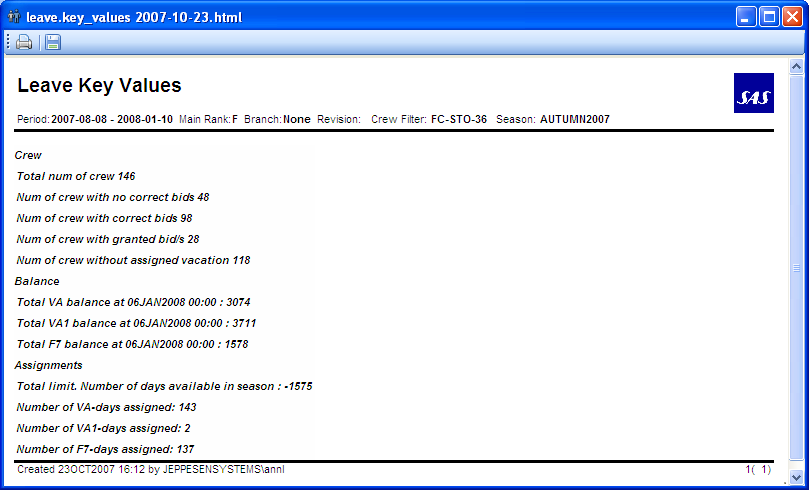 leave.key_values 2007-10-23.html
Leave Key Values
SAS
Period: 2007-08-08 - 2008-01-10 Main Rank: F Branch: None Revision: Crew Filter: FC-STO-36 Season: AUTUMN2007
Crew
Total num of crew 146
Num of crew with no correct bids 48
Num of crew with correct bids 98
Num of crew with granted bid/s 28
Num of crew without assigned vacation 118
Balance
Total VA balance at 06JAN2008 00:00 : 3074
Total VA1 balance at 06JAN2008 00:00 : 3711
Total F7 balance at 06JAN2008 00:00 : 1578
Assignments
Total limit. Number of days available in season : -1575
Number of VA-days assigned: 143
Number of VA1-days assigned: 2
Number of F7-days assigned: 137
Created 23OCT2007 16:12 by JEPPESENSYSTEMS\annl 1( 1)